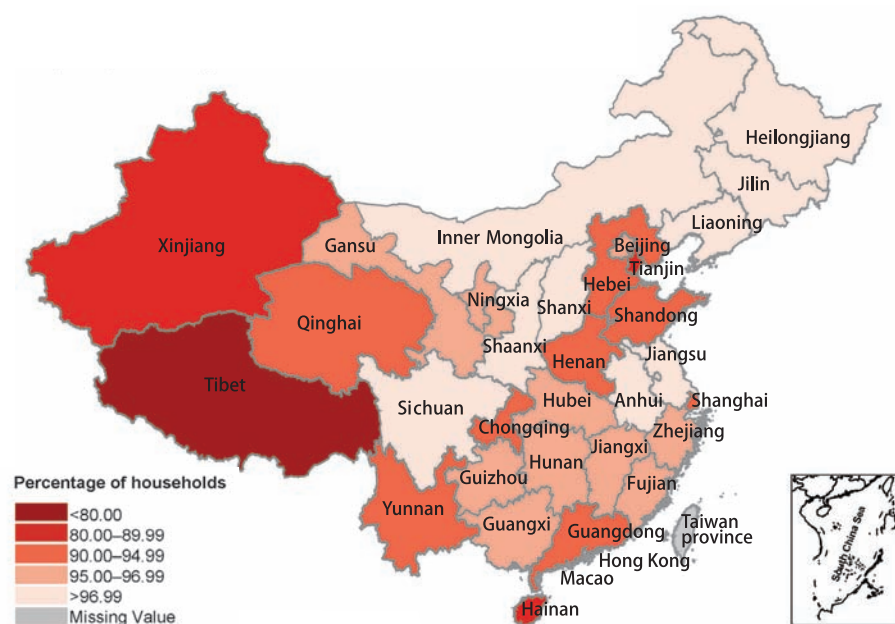 Heilongjiang
Jilin
Liaoning
Inner Mongolia
Xinjiang
Gansu
Beijing
Tianjin
Hebei
Ningxia
Shanxi
Shandong
Qinghai
Shaanxi
Henan
Jiangsu
Tibet
Sichuan
Hubei
Anhui
Shanghai
Chongqing
Zhejiang
Jiangxi
Hunan
Guizhou
Fujian
Yunnan
Guangxi
Guangdong
Taiwan
province
Hong Kong
Macao
Hainan
Percentage of households
<80.00
80.00–89.99
90.00–94.99
95.00–96.99
>96.99
Missing Value
South China Sea